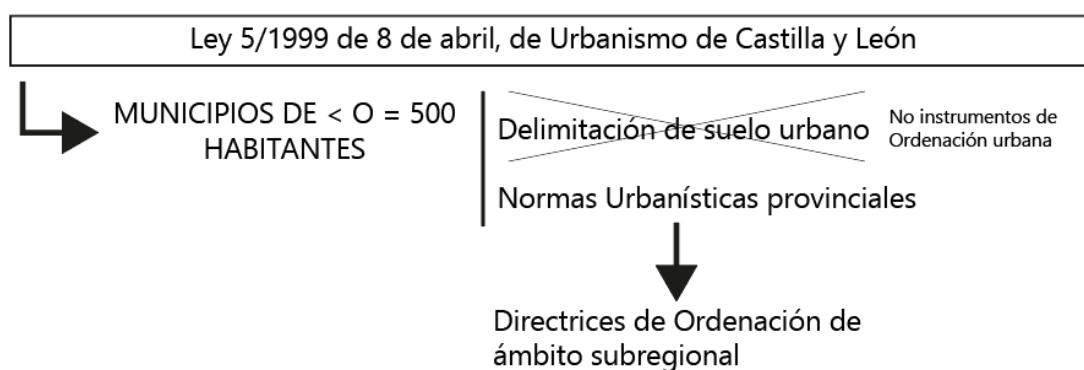 Ley 5/1999 de 8 de abril, de Urbanismo de Castilla y León
MUNICIPIOS DE < O = 500
HABITANTES
Delimitación de suelo urbano
No instrumentos de
Ordenación urbana
Normas Urbanísticas provinciales
Directrices de Ordenación de
ámbito subregional